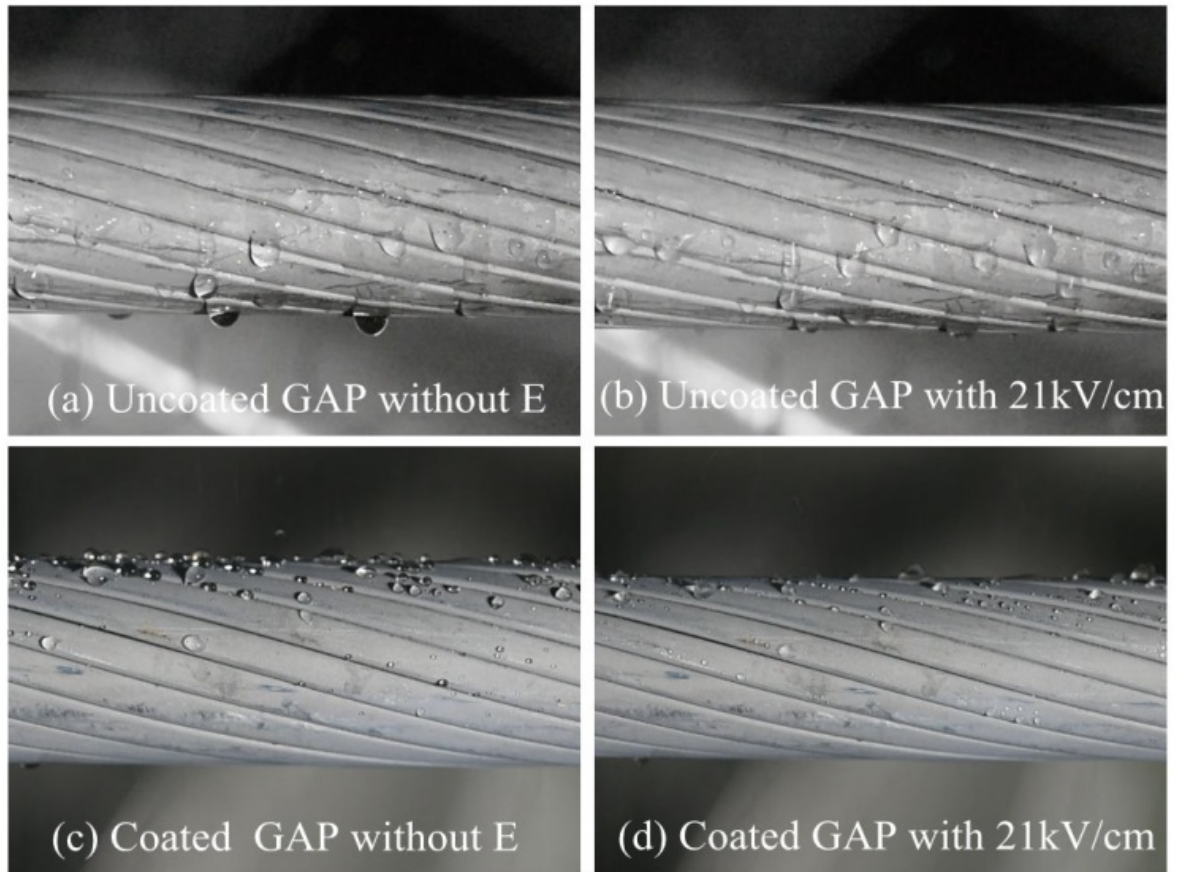 (a) Uncoated GAP without E
(b) Uncoated GAP with 21kV/cm
(c) Coated  GAP without E
(d) Coated GAP with 21kV/cm